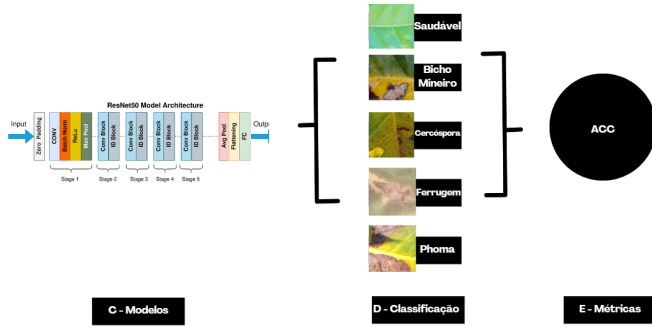 ResNet50 Model Architecture
Input
Zero Padding
CONV
Batch Norm
ReLu
Max Pool
Conv Block
ID Block
Conv Block
ID Block
Conv Block
ID Block
Conv Block
ID Block
Avg Pool
Flattening
FC
Outpu
Stage 1
Stage 2
Stage 3
Stage 4
Stage 5
Saudável
Bicho
Mineiro
Cercóspora
Ferrugem
Phoma
ACC
C - Modelos
D - Classificação
E - Métricas